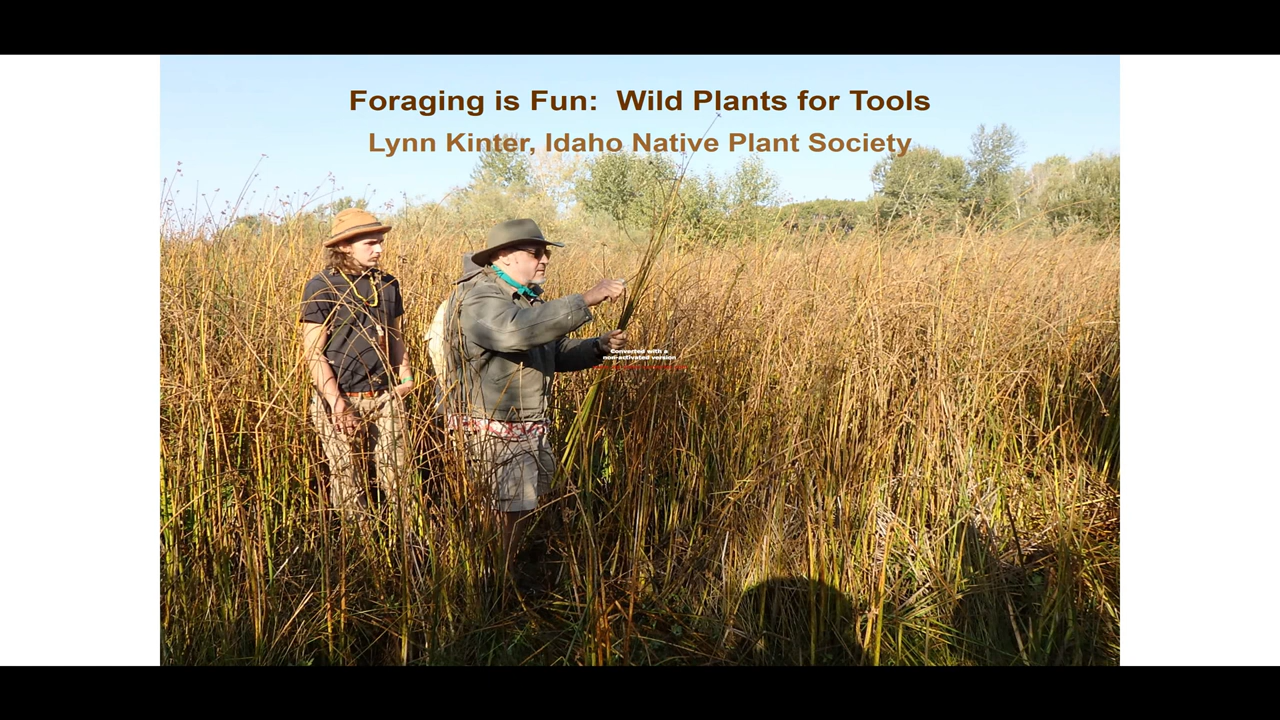 Foraging is Fun:  Wild Plants for Tools
Lynn Kinter, Idaho Native Plant Society
Converted with a
non-activated version